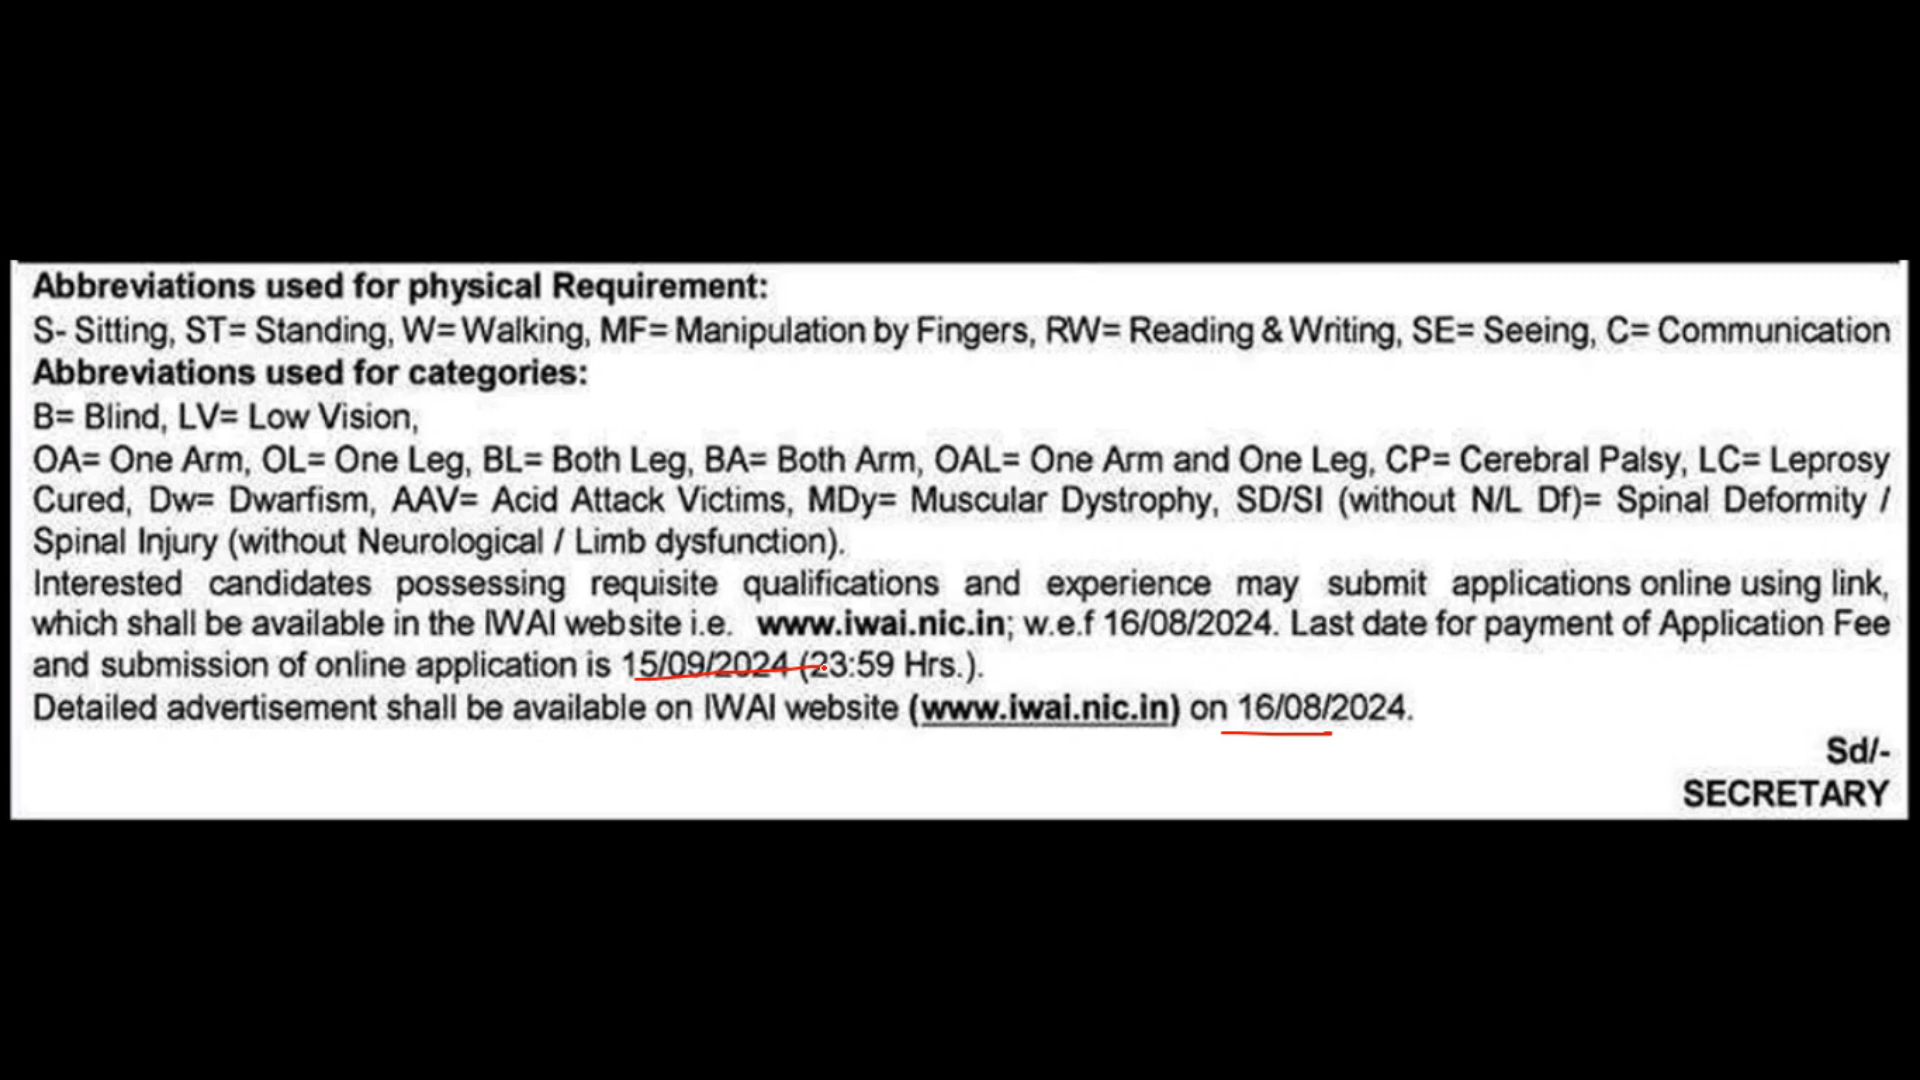 Abbreviations used for physical Requirement:
S- Sitting, ST= Standing, W= Walking, MF= Manipulation by Fingers, RW= Reading & Writing, SE= Seeing, C= Communication
Abbreviations used for categories:
B= Blind, LV= Low Vision,
OA= One Arm, OL= One Leg, BL= Both Leg, BA= Both Arm, OAL= One Arm and One Leg, CP= Cerebral Palsy, LC= Leprosy
Cured, Dw= Dwarfism, AAV= Acid Attack Victims, MDy= Muscular Dystrophy, SD/SI (without N/L Df)= Spinal Deformity /
Spinal Injury (without Neurological / Limb dysfunction).
Interested candidates possessing requisite qualifications and experience may submit applications online using link,
which shall be available in the IWAI website i.e. www.iwai.nic.in; w.e.f 16/08/2024. Last date for payment of Application Fee
and submission of online application is 15/09/2024 (23:59 Hrs.).
Detailed advertisement shall be available on IWAI website (www.iwai.nic.in) on 16/08/2024.
Sd/-
SECRETARY